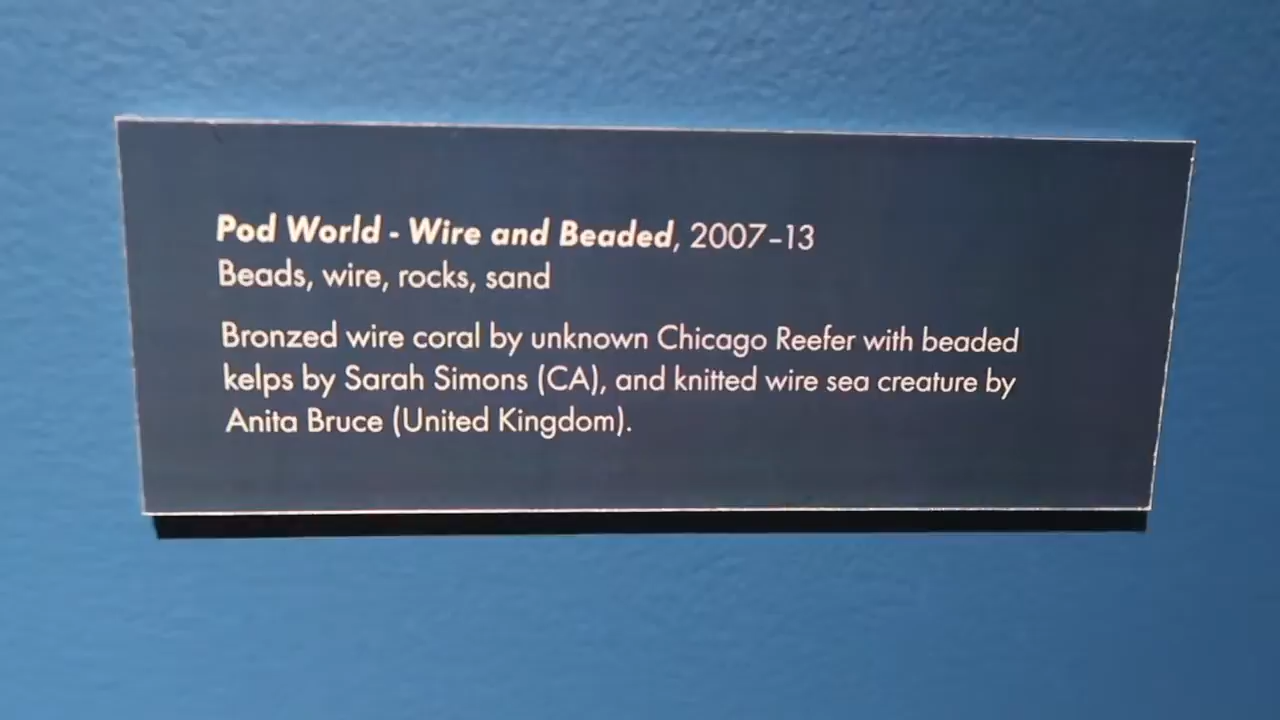 Pod World - Wire and Beaded, 2007–13
Beads, wire, rocks, sand
Bronzed wire coral by unknown Chicago Reefer with beaded
kelps by Sarah Simons (CA), and knitted wire sea creature by
Anita Bruce (United Kingdom).